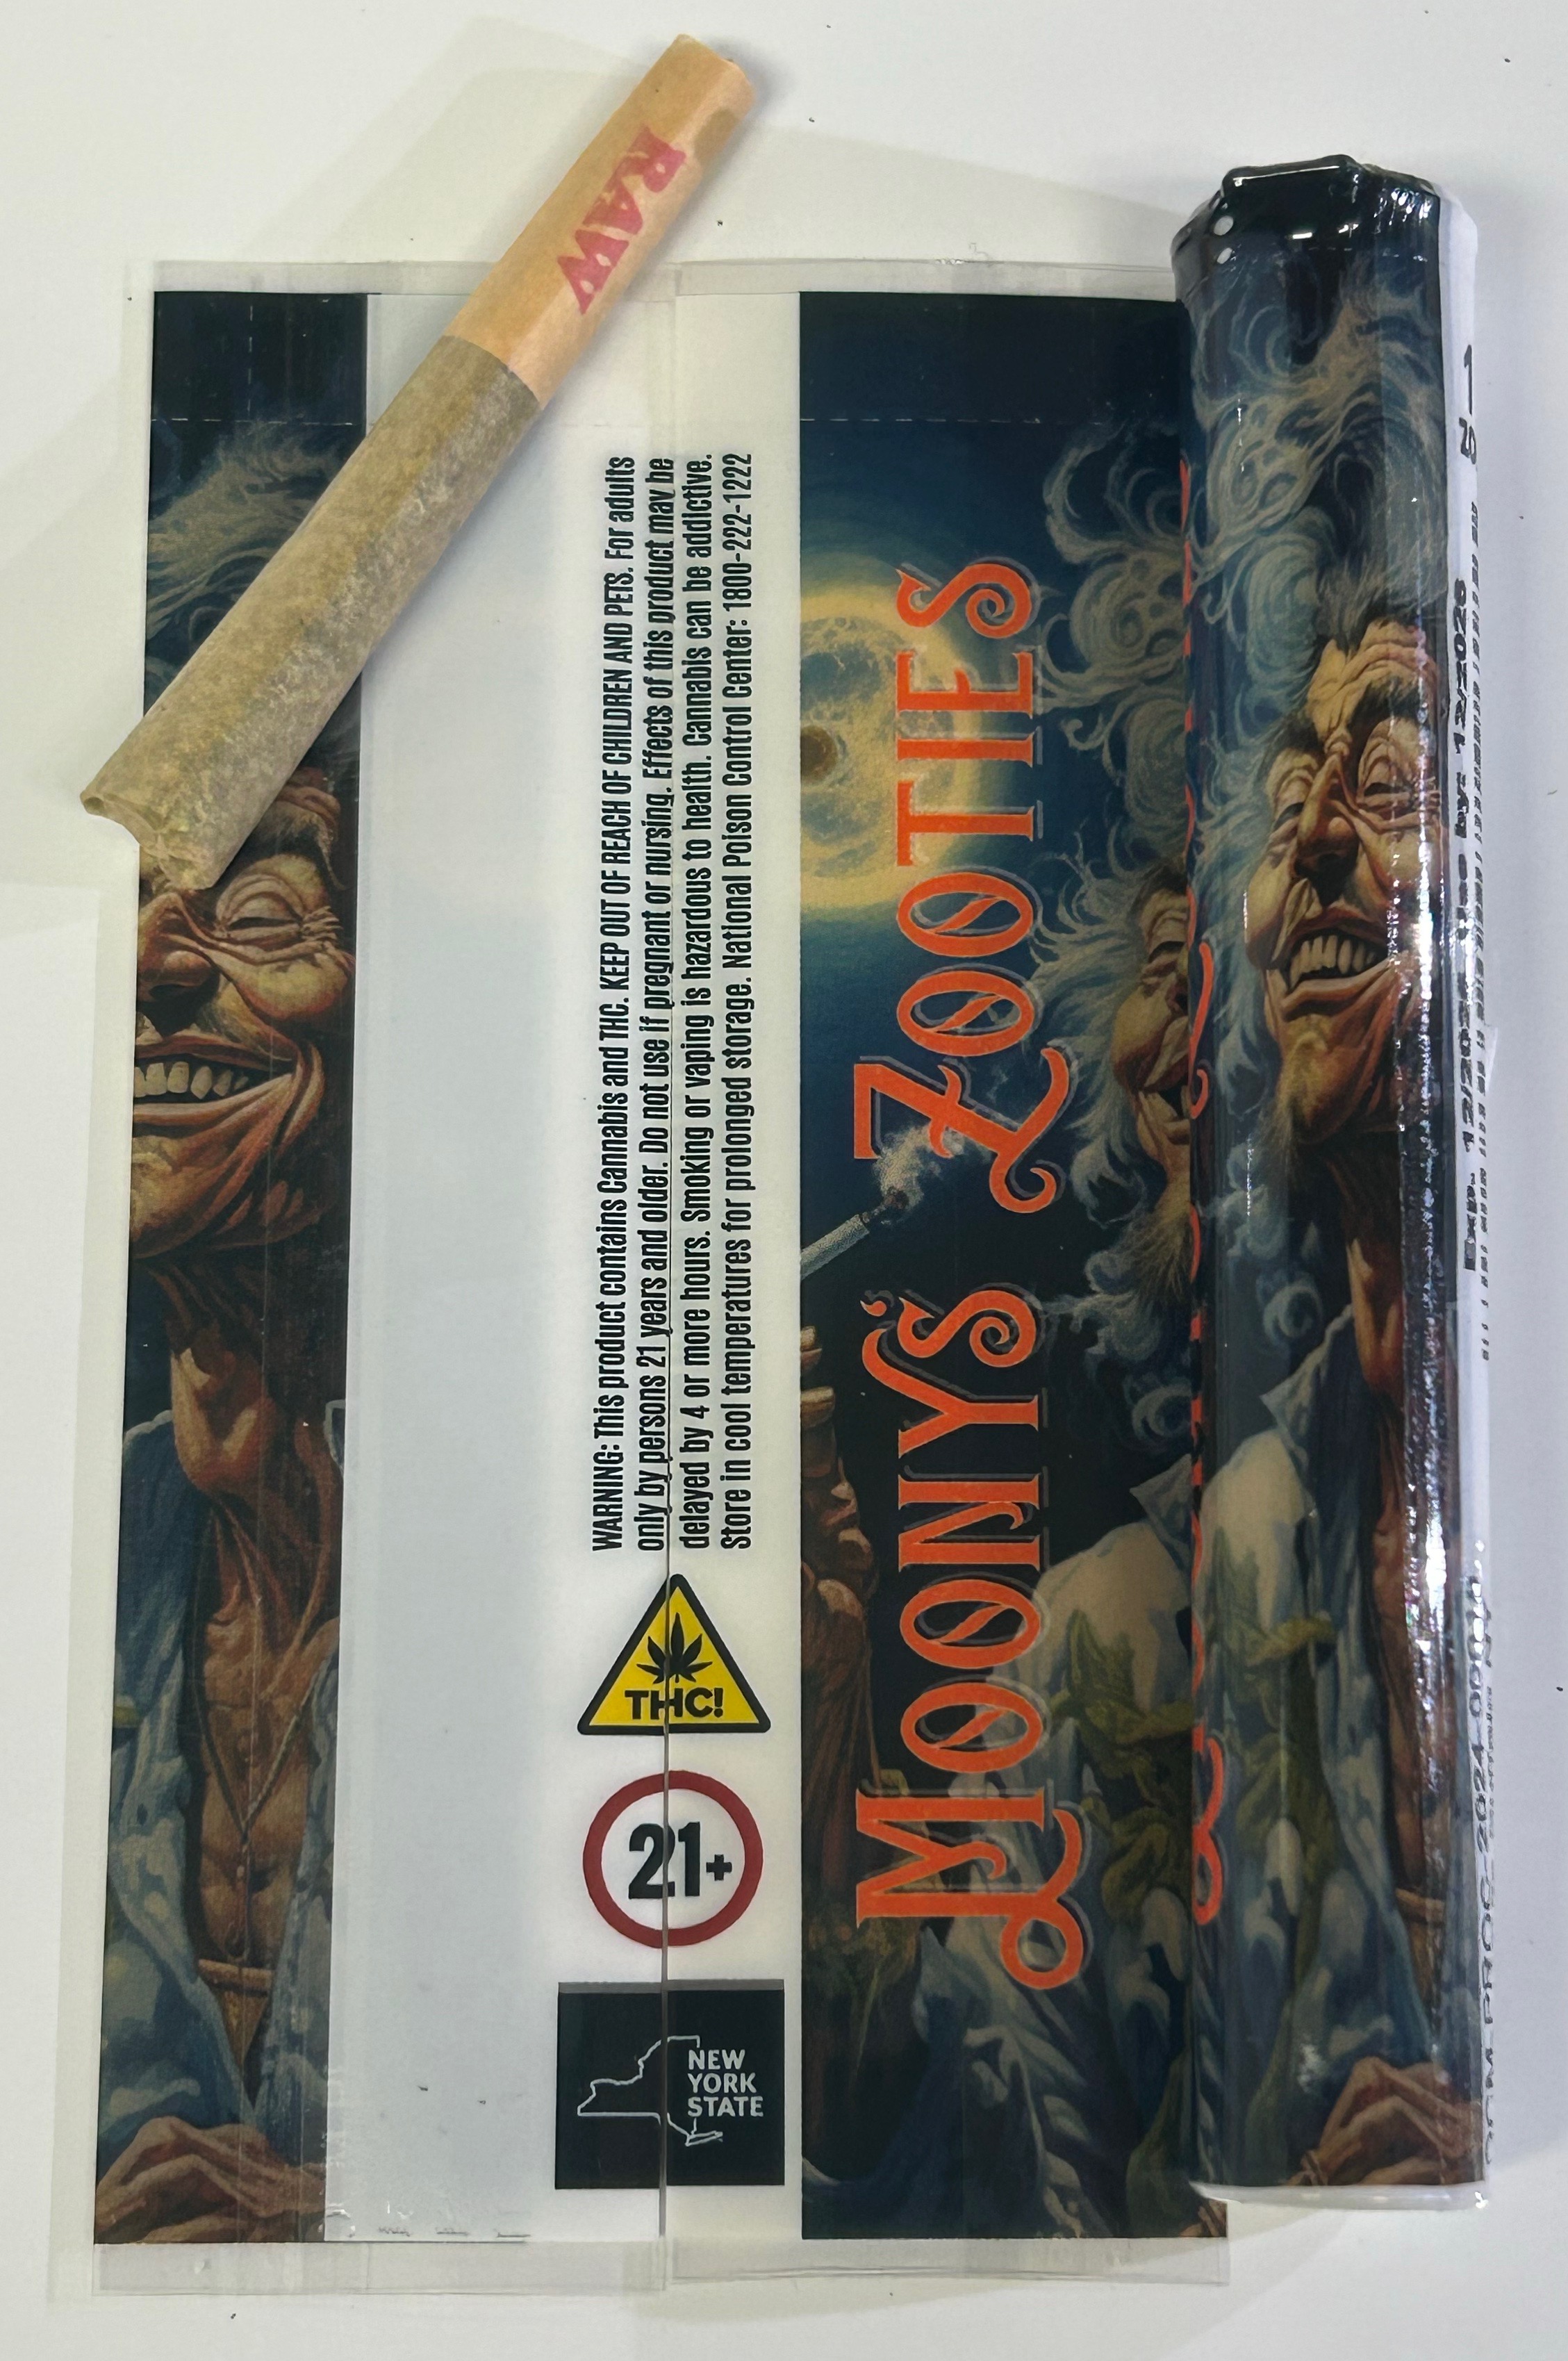 RAW
WARNING: This product contains Cannabis and THC. KEEP OUT OF REACH OF CHILDREN AND PETS. For adults
only by persons 21 years and older. Do not use if pregnant or nursing. Effects of this product may be
delayed by 4 or more hours. Smoking or vaping is hazardous to health. Cannabis can be addictive.
Store in cool temperatures for prolonged storage. National Poison Control Center: 1800-222-1222
THC!
21+
NEW
YORK
STATE
MOONY'S ZOOTIES